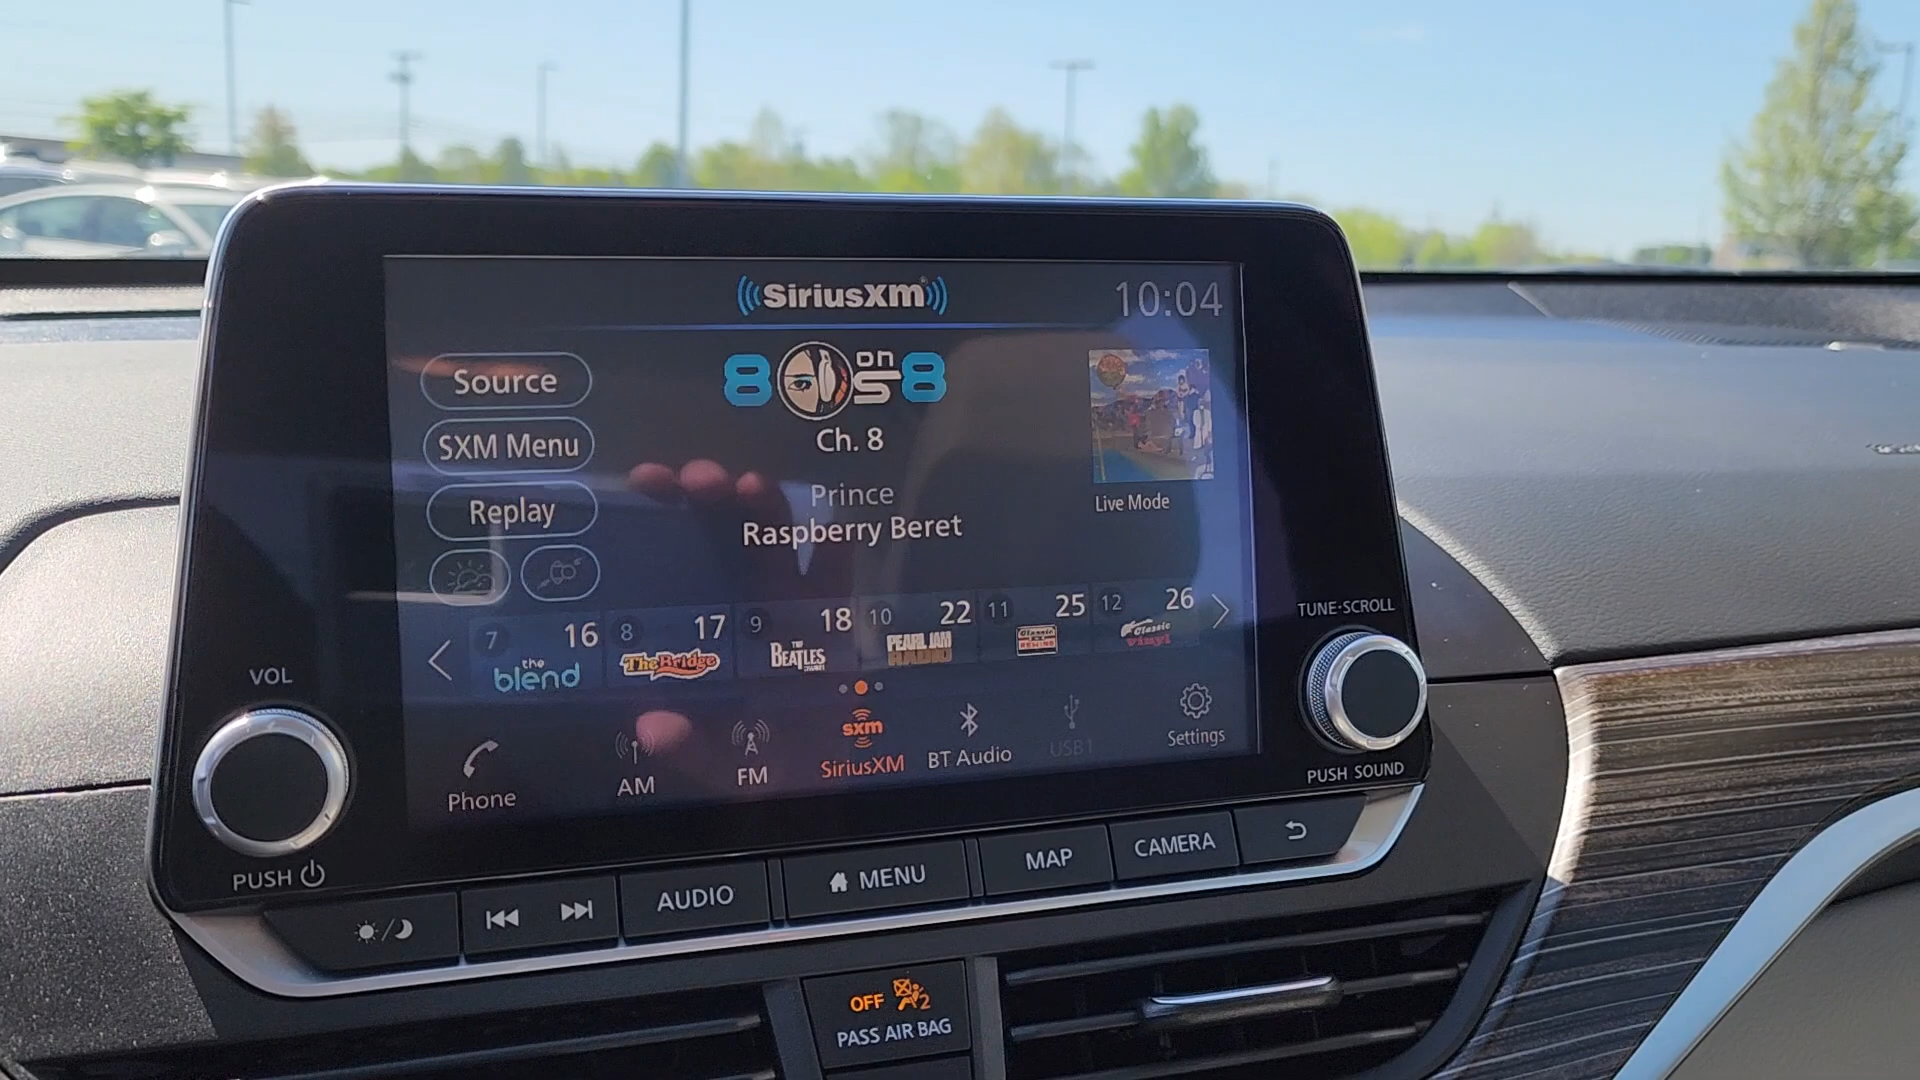 SiriusXM
10:04
Source
8 on 8
Ch. 8
SXM Menu
Prince
Live Mode
Replay
Raspberry Beret
7 16
the blend
8 17
The Bridge
9 18
THE BEATLES CHANNEL
10 22
PEARL JAM RADIO
11 25
Classic REWIND
12 26
Classic Vinyl
Phone
AM
FM
sxm
SiriusXM
BT Audio
USB1
Settings
VOL
PUSH
TUNE·SCROLL
PUSH SOUND
AUDIO
MENU
MAP
CAMERA
OFF 2
PASS AIR BAG